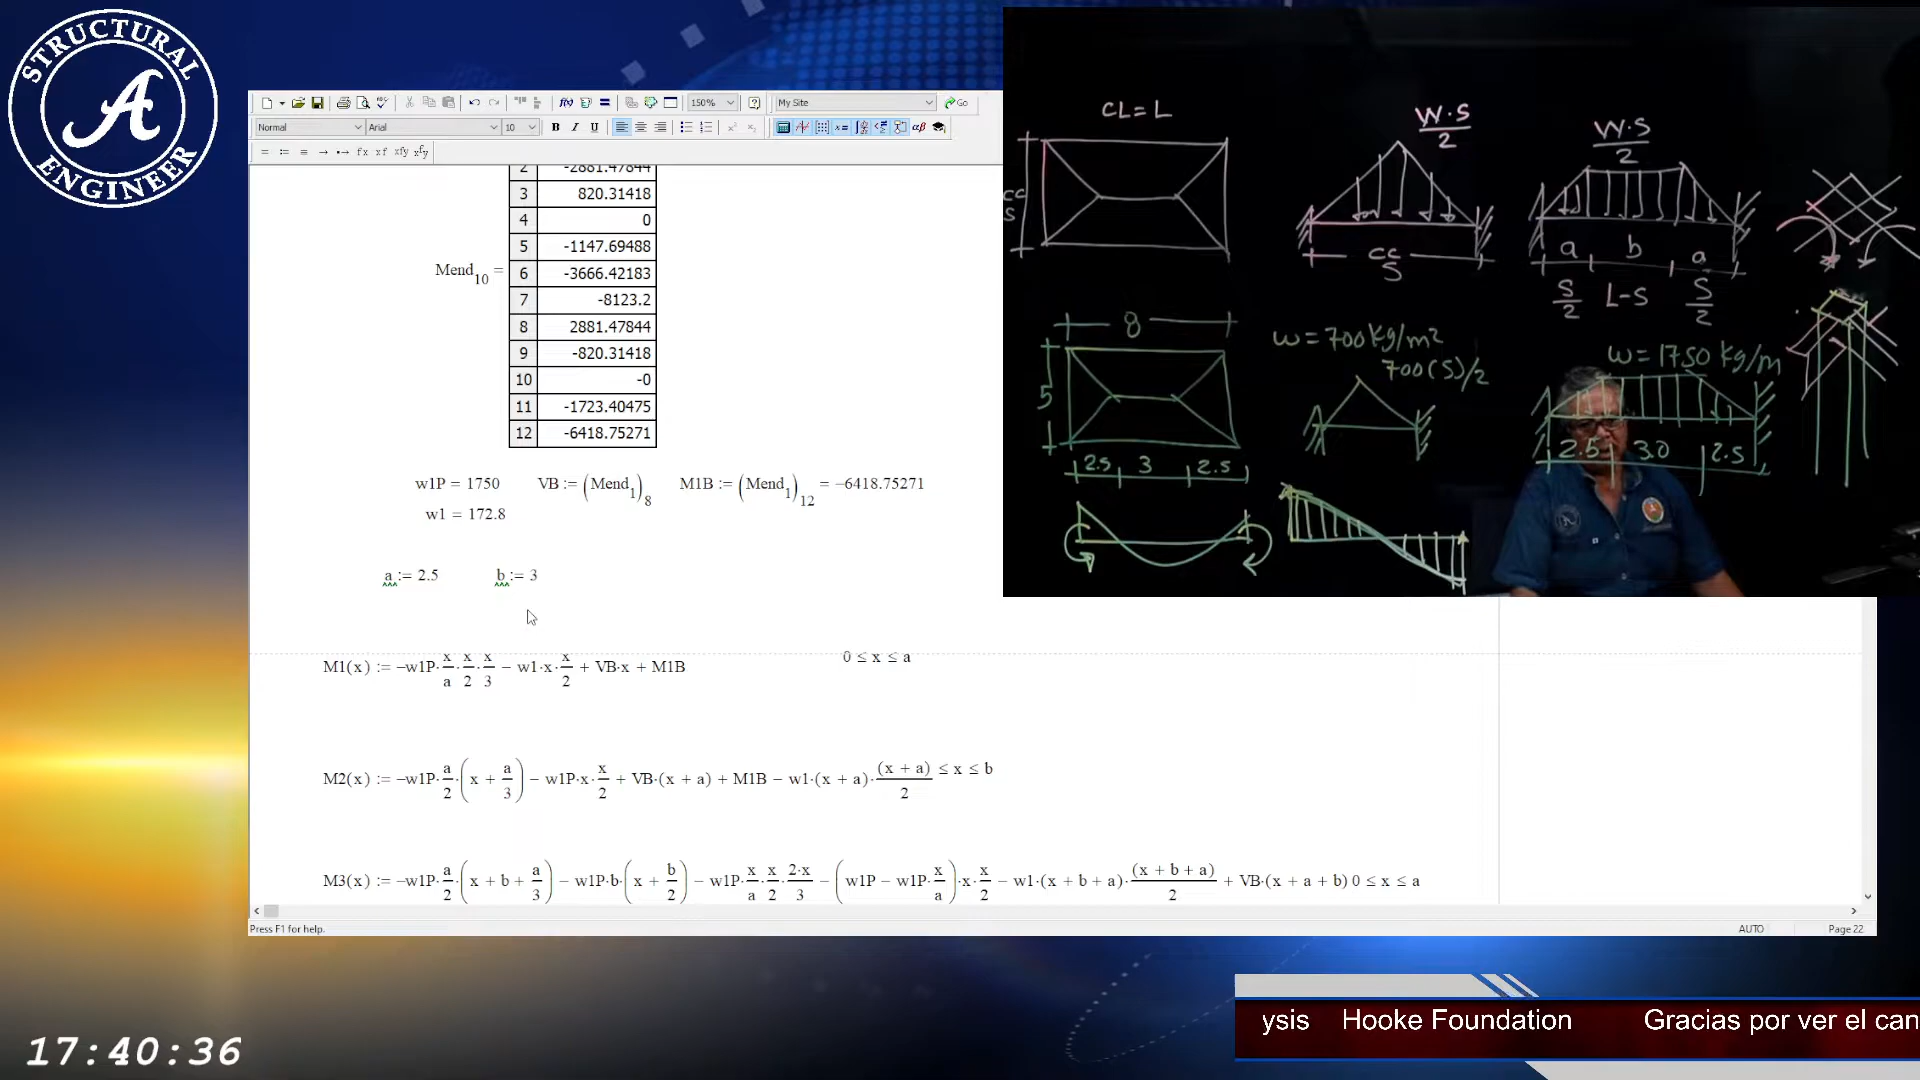 STRUCTURAL
A
ENGINEER
150%
My Site
Go
Normal
Arial
10
B I U
2 -2881.47844
3 820.31418
4 0
5 -1147.69488
6 -3666.42183
7 -8123.2
8 2881.47844
9 -820.31418
10 -0
11 -1723.40475
12 -6418.75271
Mend10 =
w1P = 1750 VB := (Mend1)8 M1B := (Mend1)12 = −6418.75271
w1 = 172.8
a := 2.5 b := 3
M1(x) := −w1P·x/a·x/2·x/3 − w1·x·x/2 + VB·x + M1B 0 ≤ x ≤ a
M2(x) := −w1P·a/2·(x + a/3) − w1P·x·x/2 + VB·(x + a) + M1B − w1·(x + a)·(x + a)/2 ≤ x ≤ b
M3(x) := −w1P·a/2·(x + b + a/3) − w1P·b·(x + b/2) − w1P·x/a·x/2·2·x/3 − (w1P − w1P·x/a)·x·x/2 − w1·(x + b + a)·(x + b + a)/2 + VB·(x + a + b) 0 ≤ x ≤ a
Press F1 for help.
AUTO
Page 22
CL=L
CC
S
W·S/2
CC
S
W·S/2
a b a
S/2 L-S S/2
8
5
2.5 3 2.5
w=700kg/m²
700(5)/2
w=1750 kg/m
2.5 3.0 2.5
ysis Hooke Foundation Gracias por ver el can
17:40:36